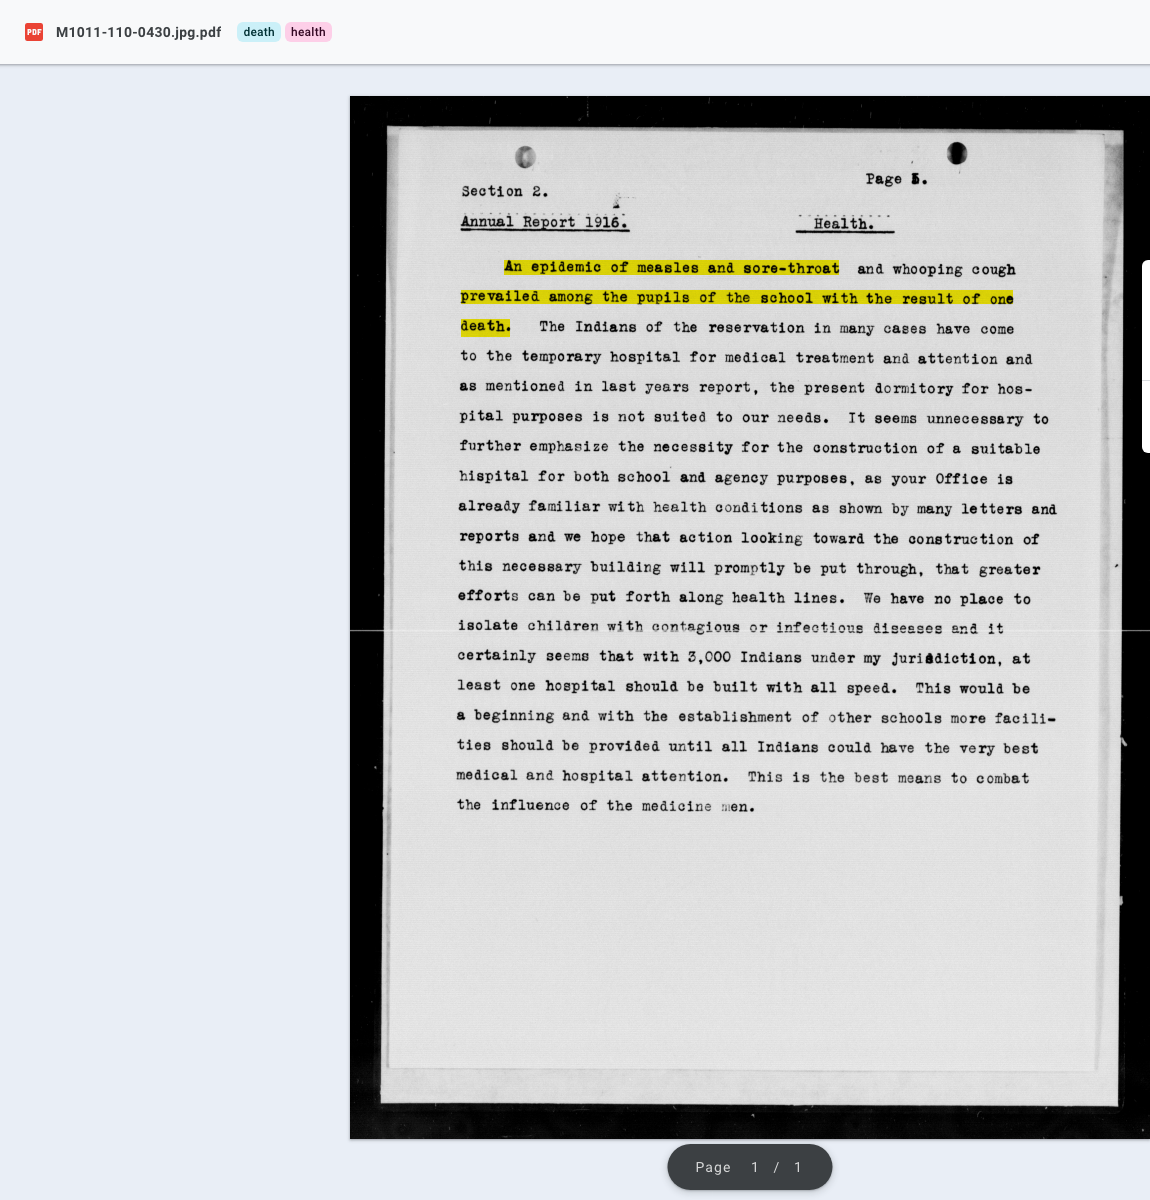 PDF M1011-110-0430.jpg.pdf death health
Page 5.
Section 2.
Annual Report 1916. Health.
An epidemic of measles and sore-throat and whooping cough
prevailed among the pupils of the school with the result of one
death. The Indians of the reservation in many cases have come
to the temporary hospital for medical treatment and attention and
as mentioned in last years report, the present dormitory for hos-
pital purposes is not suited to our needs. It seems unnecessary to
further emphasize the necessity for the construction of a suitable
hispital for both school and agency purposes, as your Office is
already familiar with health conditions as shown by many letters and
reports and we hope that action looking toward the construction of
this necessary building will promptly be put through, that greater
efforts can be put forth along health lines. We have no place to
isolate children with contagious or infectious diseases and it
certainly seems that with 3,000 Indians under my jurisdiction, at
least one hospital should be built with all speed. This would be
a beginning and with the establishment of other schools more facili-
ties should be provided until all Indians could have the very best
medical and hospital attention. This is the best means to combat
the influence of the medicine men.
Page 1 / 1